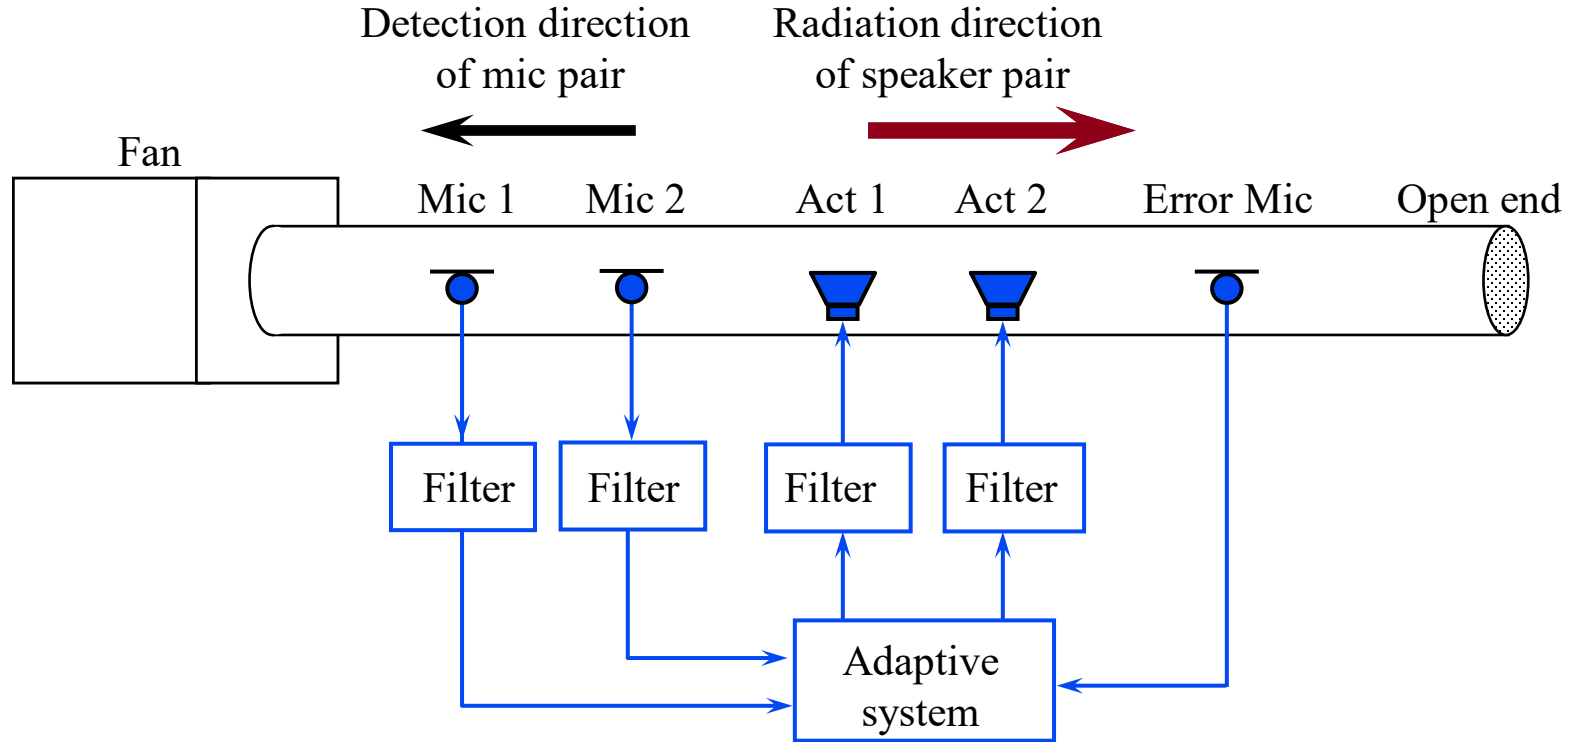 Detection direction
of mic pair
Radiation direction
of speaker pair
Fan
Mic 1
Mic 2
Act 1
Act 2
Error Mic
Open end
Filter
Filter
Filter
Filter
Adaptive
system